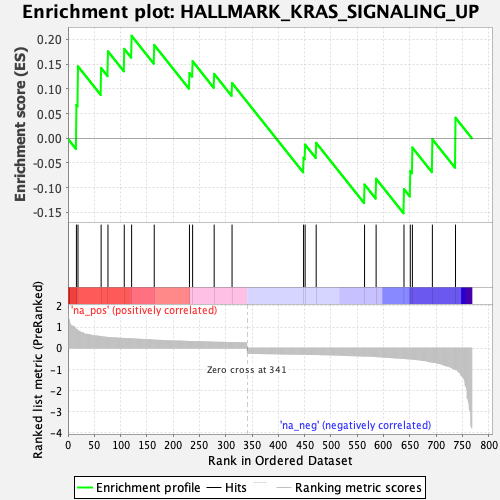 Enrichment plot: HALLMARK_KRAS_SIGNALING_UP
Enrichment score (ES)
0.20
0.15
0.10
0.05
0.00
-0.05
-0.10
-0.15
Ranked list metric (PreRanked)
'na_pos' (positively correlated)
2
1
0
-1
-2
-3
-4
Zero cross at 341
'na_neg' (negatively correlated)
0 50 100 150 200 250 300 350 400 450 500 550 600 650 700 750 800
Rank in Ordered Dataset
Enrichment profile Hits Ranking metric scores